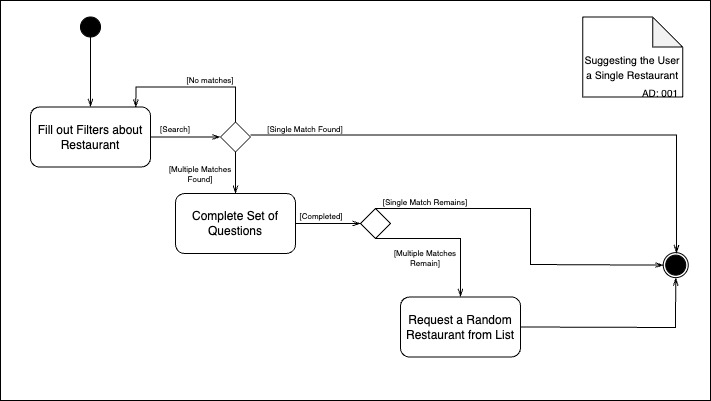 Suggesting the User
a Single Restaurant
AD: 001
[No matches]
Fill out Filters about
Restaurant
[Search]
[Single Match Found]
[Multiple Matches
Found]
Complete Set of
Questions
[Completed]
[Single Match Remains]
[Multiple Matches
Remain]
Request a Random
Restaurant from List